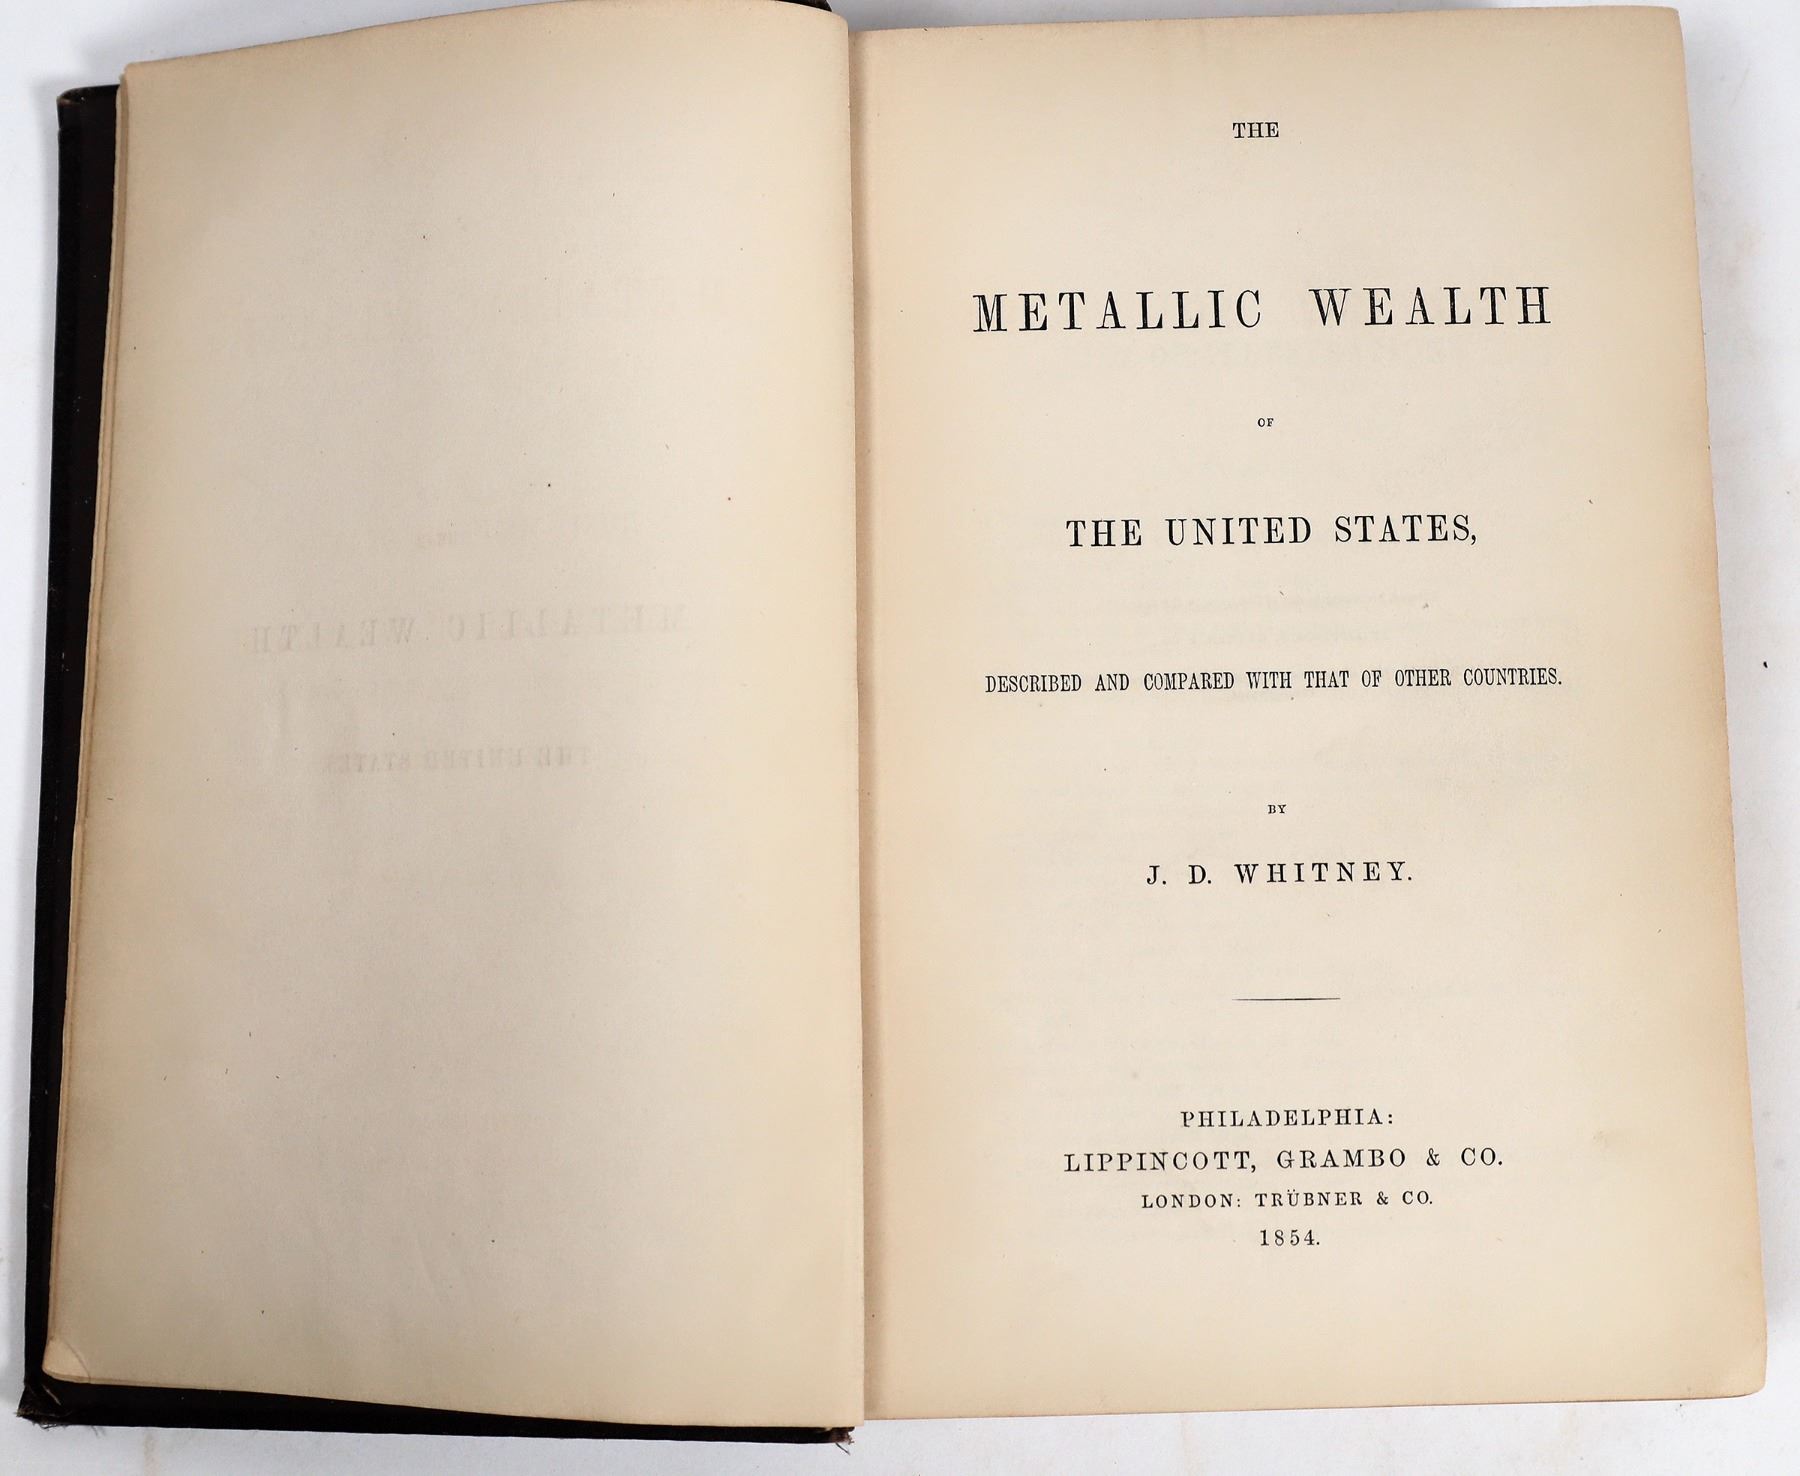 THE
METALLIC WEALTH
OF
THE UNITED STATES,
DESCRIBED AND COMPARED WITH THAT OF OTHER COUNTRIES.
BY
J. D. WHITNEY.
PHILADELPHIA:
LIPPINCOTT, GRAMBO & CO.
LONDON: TRÜBNER & CO.
1854.